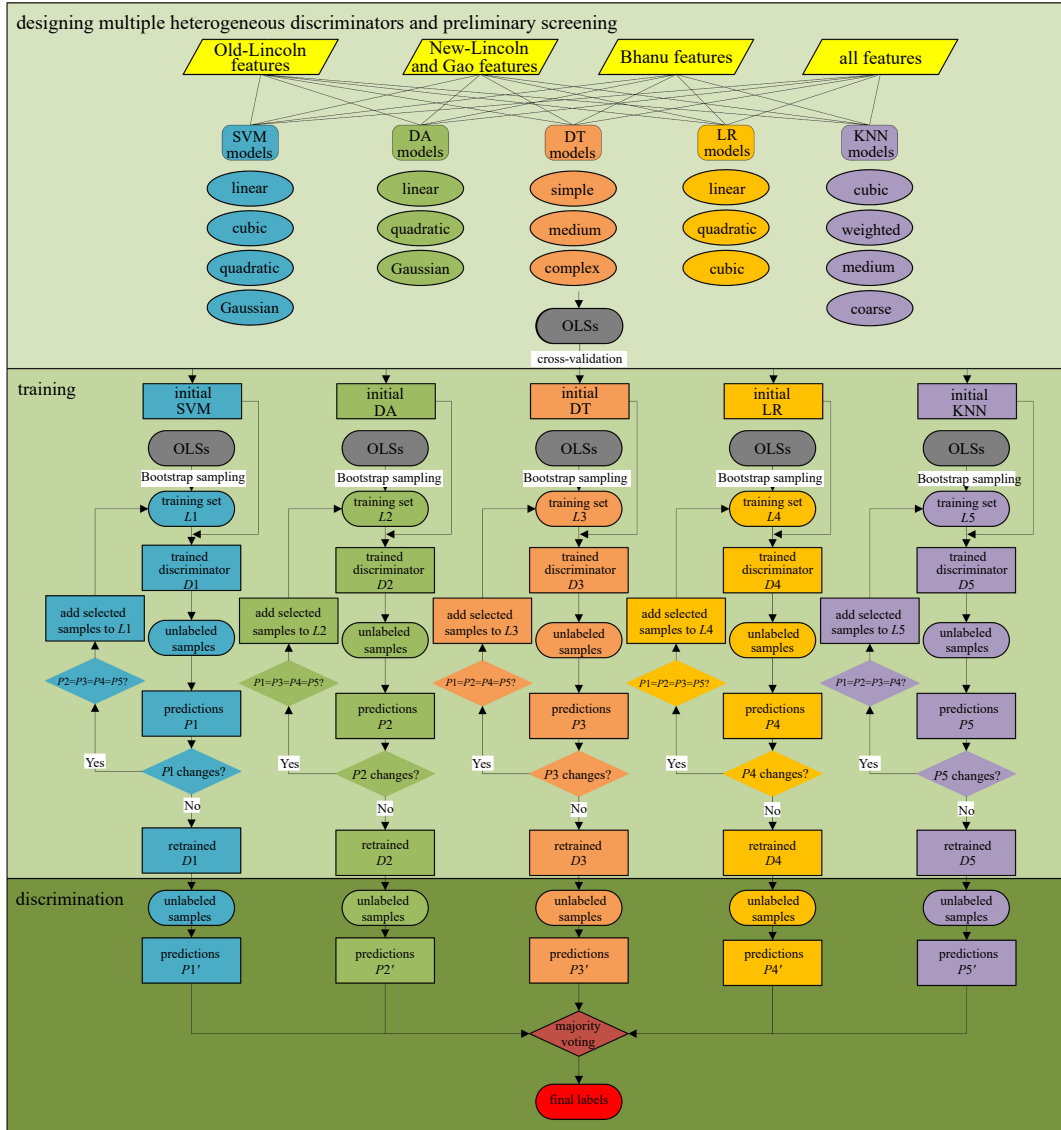 designing multiple heterogeneous discriminators and preliminary screening
Old-Lincoln
features
New-Lincoln
and Gao features
Bhanu features
all features
SVM
models
DA
models
DT
models
LR
models
KNN
models
linear
linear
simple
linear
cubic
cubic
quadratic
medium
quadratic
weighted
quadratic
Gaussian
complex
cubic
medium
Gaussian
coarse
OLSs
cross-validation
training
initial
SVM
initial
DA
initial
DT
initial
LR
initial
KNN
OLSs
OLSs
OLSs
OLSs
OLSs
Bootstrap sampling
Bootstrap sampling
Bootstrap sampling
Bootstrap sampling
Bootstrap sampling
training set
L1
training set
L2
training set
L3
training set
L4
training set
L5
trained
discriminator
D1
trained
discriminator
D2
trained
discriminator
D3
trained
discriminator
D4
trained
discriminator
D5
add selected
samples to L1
unlabeled
samples
add selected
samples to L2
unlabeled
samples
add selected
samples to L3
unlabeled
samples
add selected
samples to L4
unlabeled
samples
add selected
samples to L5
unlabeled
samples
P2=P3=P4=P5?
P1=P3=P4=P5?
P1=P2=P4=P5?
P1=P2=P3=P5?
P1=P2=P3=P4?
predictions
P1
predictions
P2
predictions
P3
predictions
P4
predictions
P5
Yes
P1 changes?
Yes
P2 changes?
Yes
P3 changes?
Yes
P4 changes?
Yes
P5 changes?
No
No
No
No
No
retrained
D1
retrained
D2
retrained
D3
retrained
D4
retrained
D5
discrimination
unlabeled
samples
unlabeled
samples
unlabeled
samples
unlabeled
samples
unlabeled
samples
predictions
P1'
predictions
P2'
predictions
P3'
predictions
P4'
predictions
P5'
majority
voting
final labels